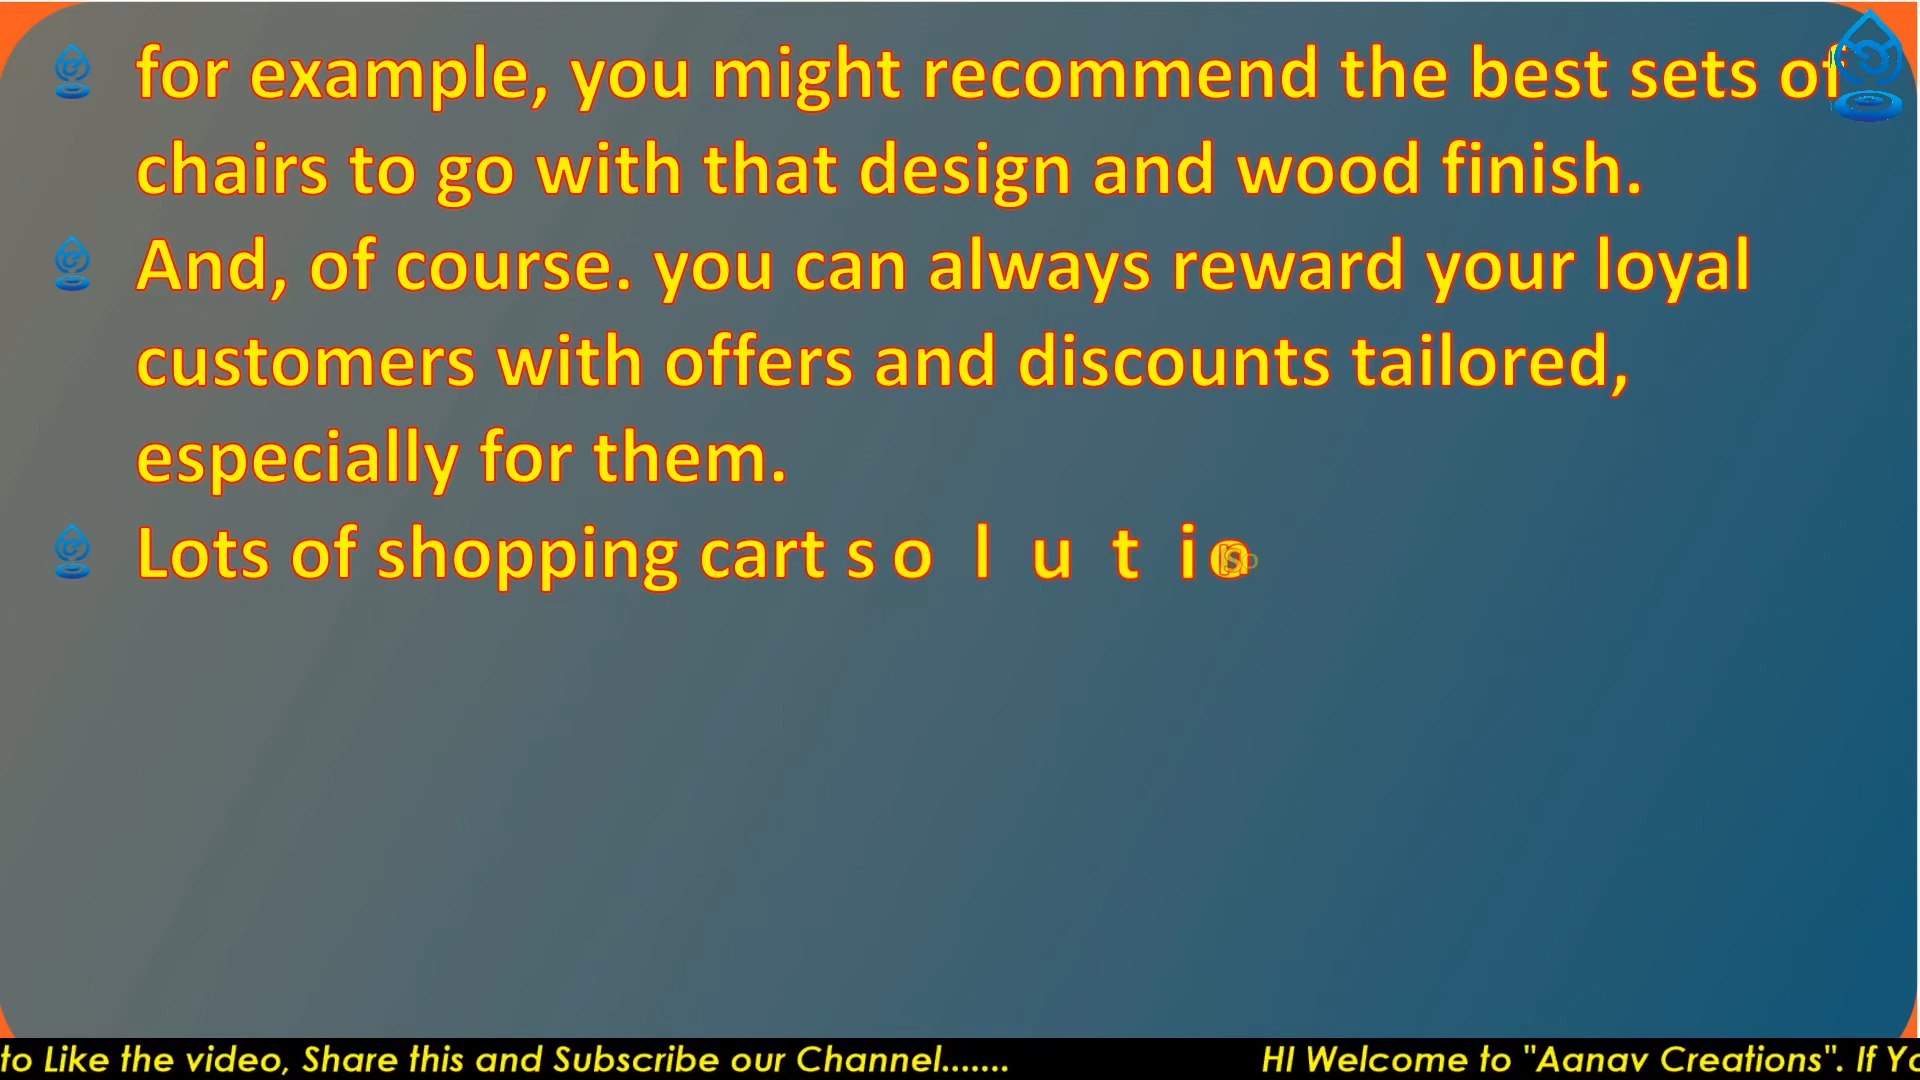 for example, you might recommend the best sets of
chairs to go with that design and wood finish.
And, of course. you can always reward your loyal
customers with offers and discounts tailored,
especially for them.
Lots of shopping cart s o l u t i
to Like the video, Share this and Subscribe our Channel....... HI Welcome to "Aanav Creations". If